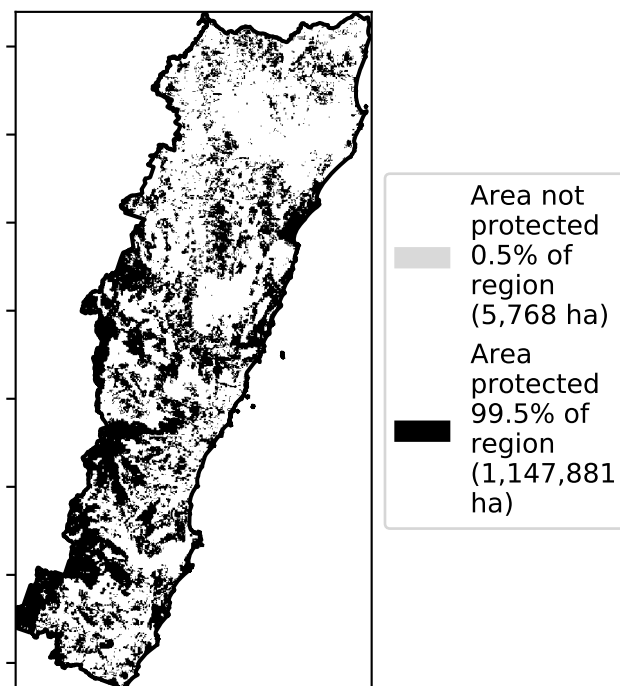 Area not
protected
0.5% of
region
(5,768 ha)
Area
protected
99.5% of
region
(1,147,881
ha)